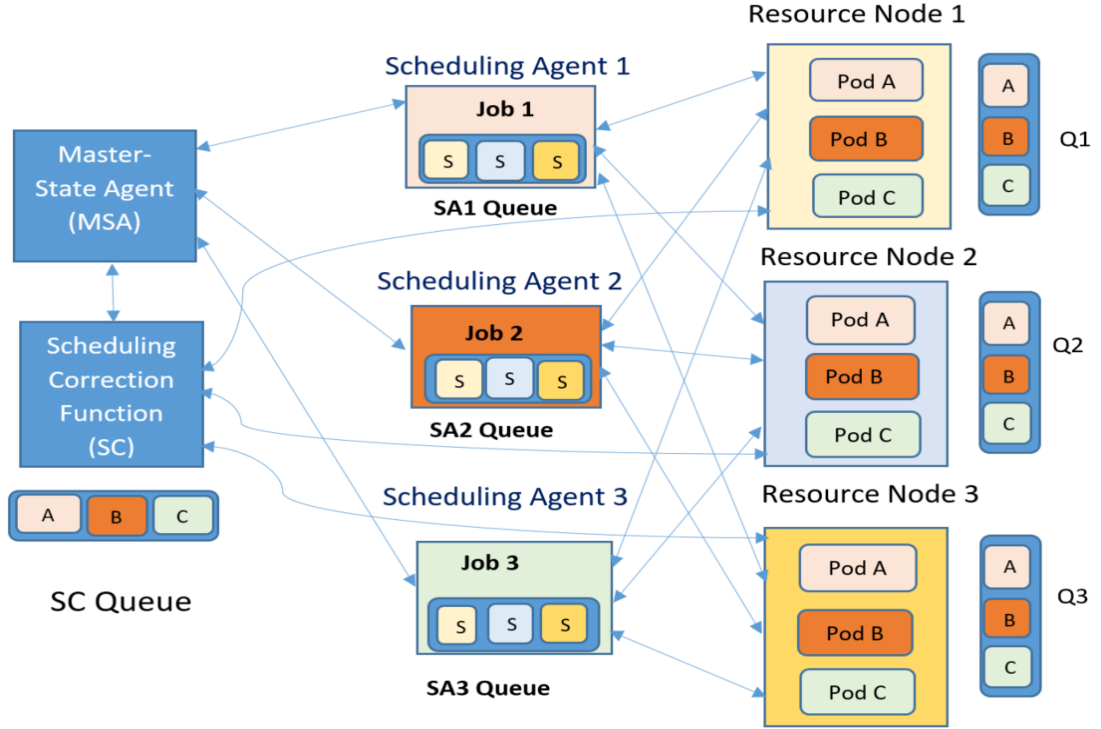 Master-
State Agent
(MSA)
Scheduling
Correction
Function
(SC)
A B C
SC Queue
Scheduling Agent 1
Job 1
S S S
SA1 Queue
Scheduling Agent 2
Job 2
S S S
SA2 Queue
Scheduling Agent 3
Job 3
S S S
SA3 Queue
Resource Node 1
Pod A
Pod B
Pod C
A
B
C
Q1
Resource Node 2
Pod A
Pod B
Pod C
A
B
C
Q2
Resource Node 3
Pod A
Pod B
Pod C
A
B
C
Q3